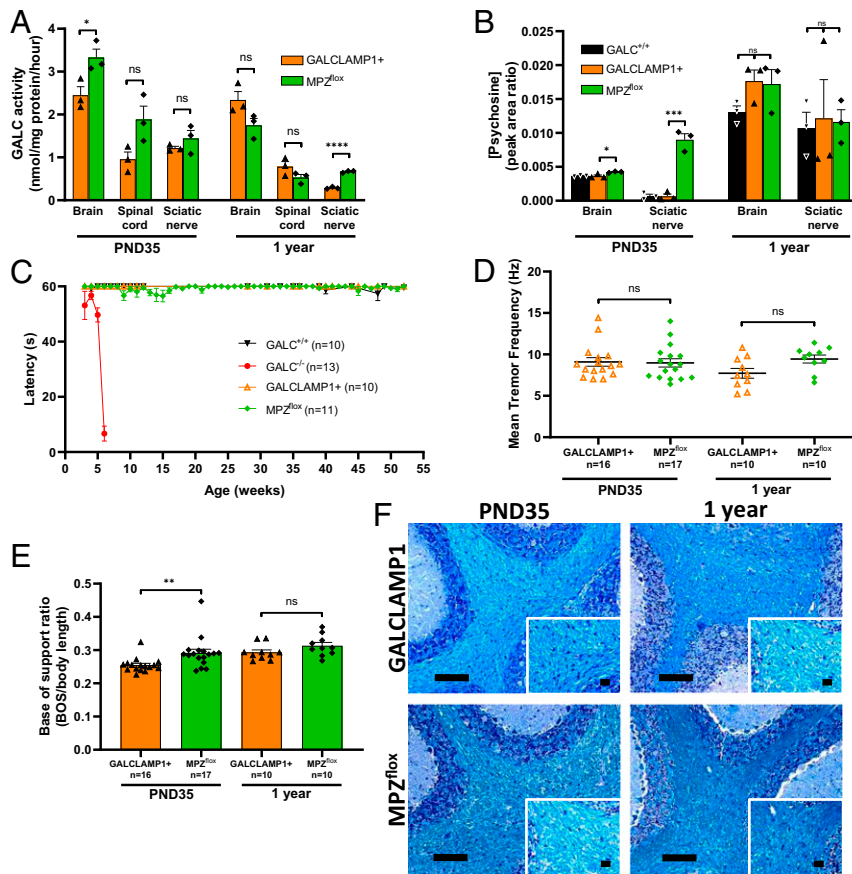 A
GALC activity
(nmol/mg protein/hour)
5
4
3
2
1
0
*
ns
ns
ns
ns
****
GALCLAMP1+
MPZflox
Brain
Spinal
cord
Sciatic
nerve
Brain
Spinal
cord
Sciatic
nerve
PND35
1 year
B
[Psychosine]
(peak area ratio)
0.025
0.020
0.015
0.010
0.005
0.000
GALC+/+
GALCLAMP1+
MPZflox
*
***
ns
ns
Brain
Sciatic
nerve
Brain
Sciatic
nerve
PND35
1 year
C
Latency (s)
60
40
20
0
GALC+/+ (n=10)
GALC-/- (n=13)
GALCLAMP1+ (n=10)
MPZflox (n=11)
0 5 10 15 20 25 30 35 40 45 50 55
Age (weeks)
D
Mean Tremor Frequency (Hz)
20
15
10
5
0
ns
ns
GALCLAMP1+
n=16
MPZflox
n=17
GALCLAMP1+
n=10
MPZflox
n=10
PND35
1 year
E
Base of support ratio
(BOS/body length)
0.5
0.4
0.3
0.2
0.1
0.0
**
ns
GALCLAMP1+
n=16
MPZflox
n=17
GALCLAMP1+
n=10
MPZflox
n=10
PND35
1 year
F
PND35
1 year
GALCLAMP1
MPZflox